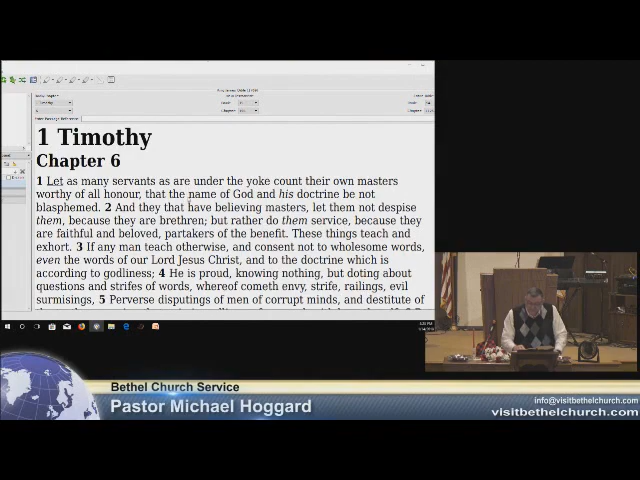 1 Timothy
Chapter 6
1 Let as many servants as are under the yoke count their own masters
worthy of all honour, that the name of God and his doctrine be not
blasphemed. 2 And they that have believing masters, let them not despise
them, because they are brethren; but rather do them service, because they
are faithful and beloved, partakers of the benefit. These things teach and
exhort. 3 If any man teach otherwise, and consent not to wholesome words,
even the words of our Lord Jesus Christ, and to the doctrine which is
according to godliness; 4 He is proud, knowing nothing, but doting about
questions and strifes of words, whereof cometh envy, strife, railings, evil
surmisings, 5 Perverse disputings of men of corrupt minds, and destitute of
Bethel Church Service
Pastor Michael Hoggard
info@visitbethelchurch.com
visitbethelchurch.com